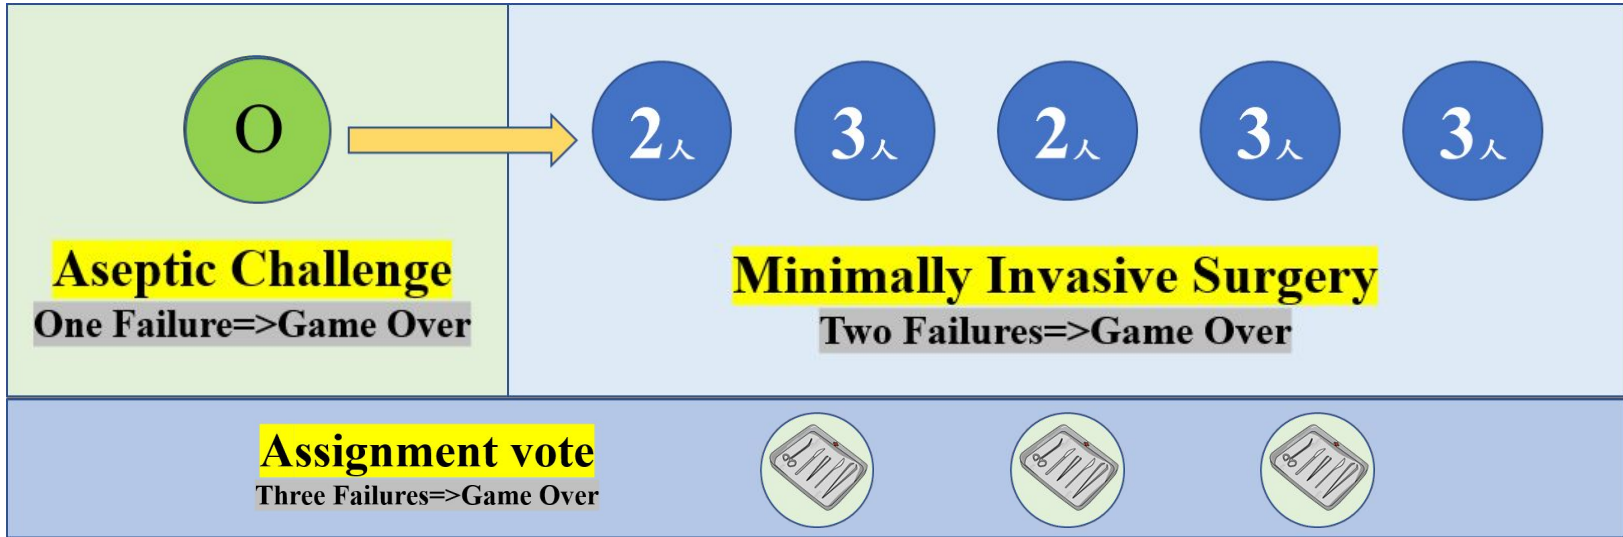 O
2人 3人 2人 3人 3人
Aseptic Challenge
One Failure=>Game Over
Minimally Invasive Surgery
Two Failures=>Game Over
Assignment vote
Three Failures=>Game Over